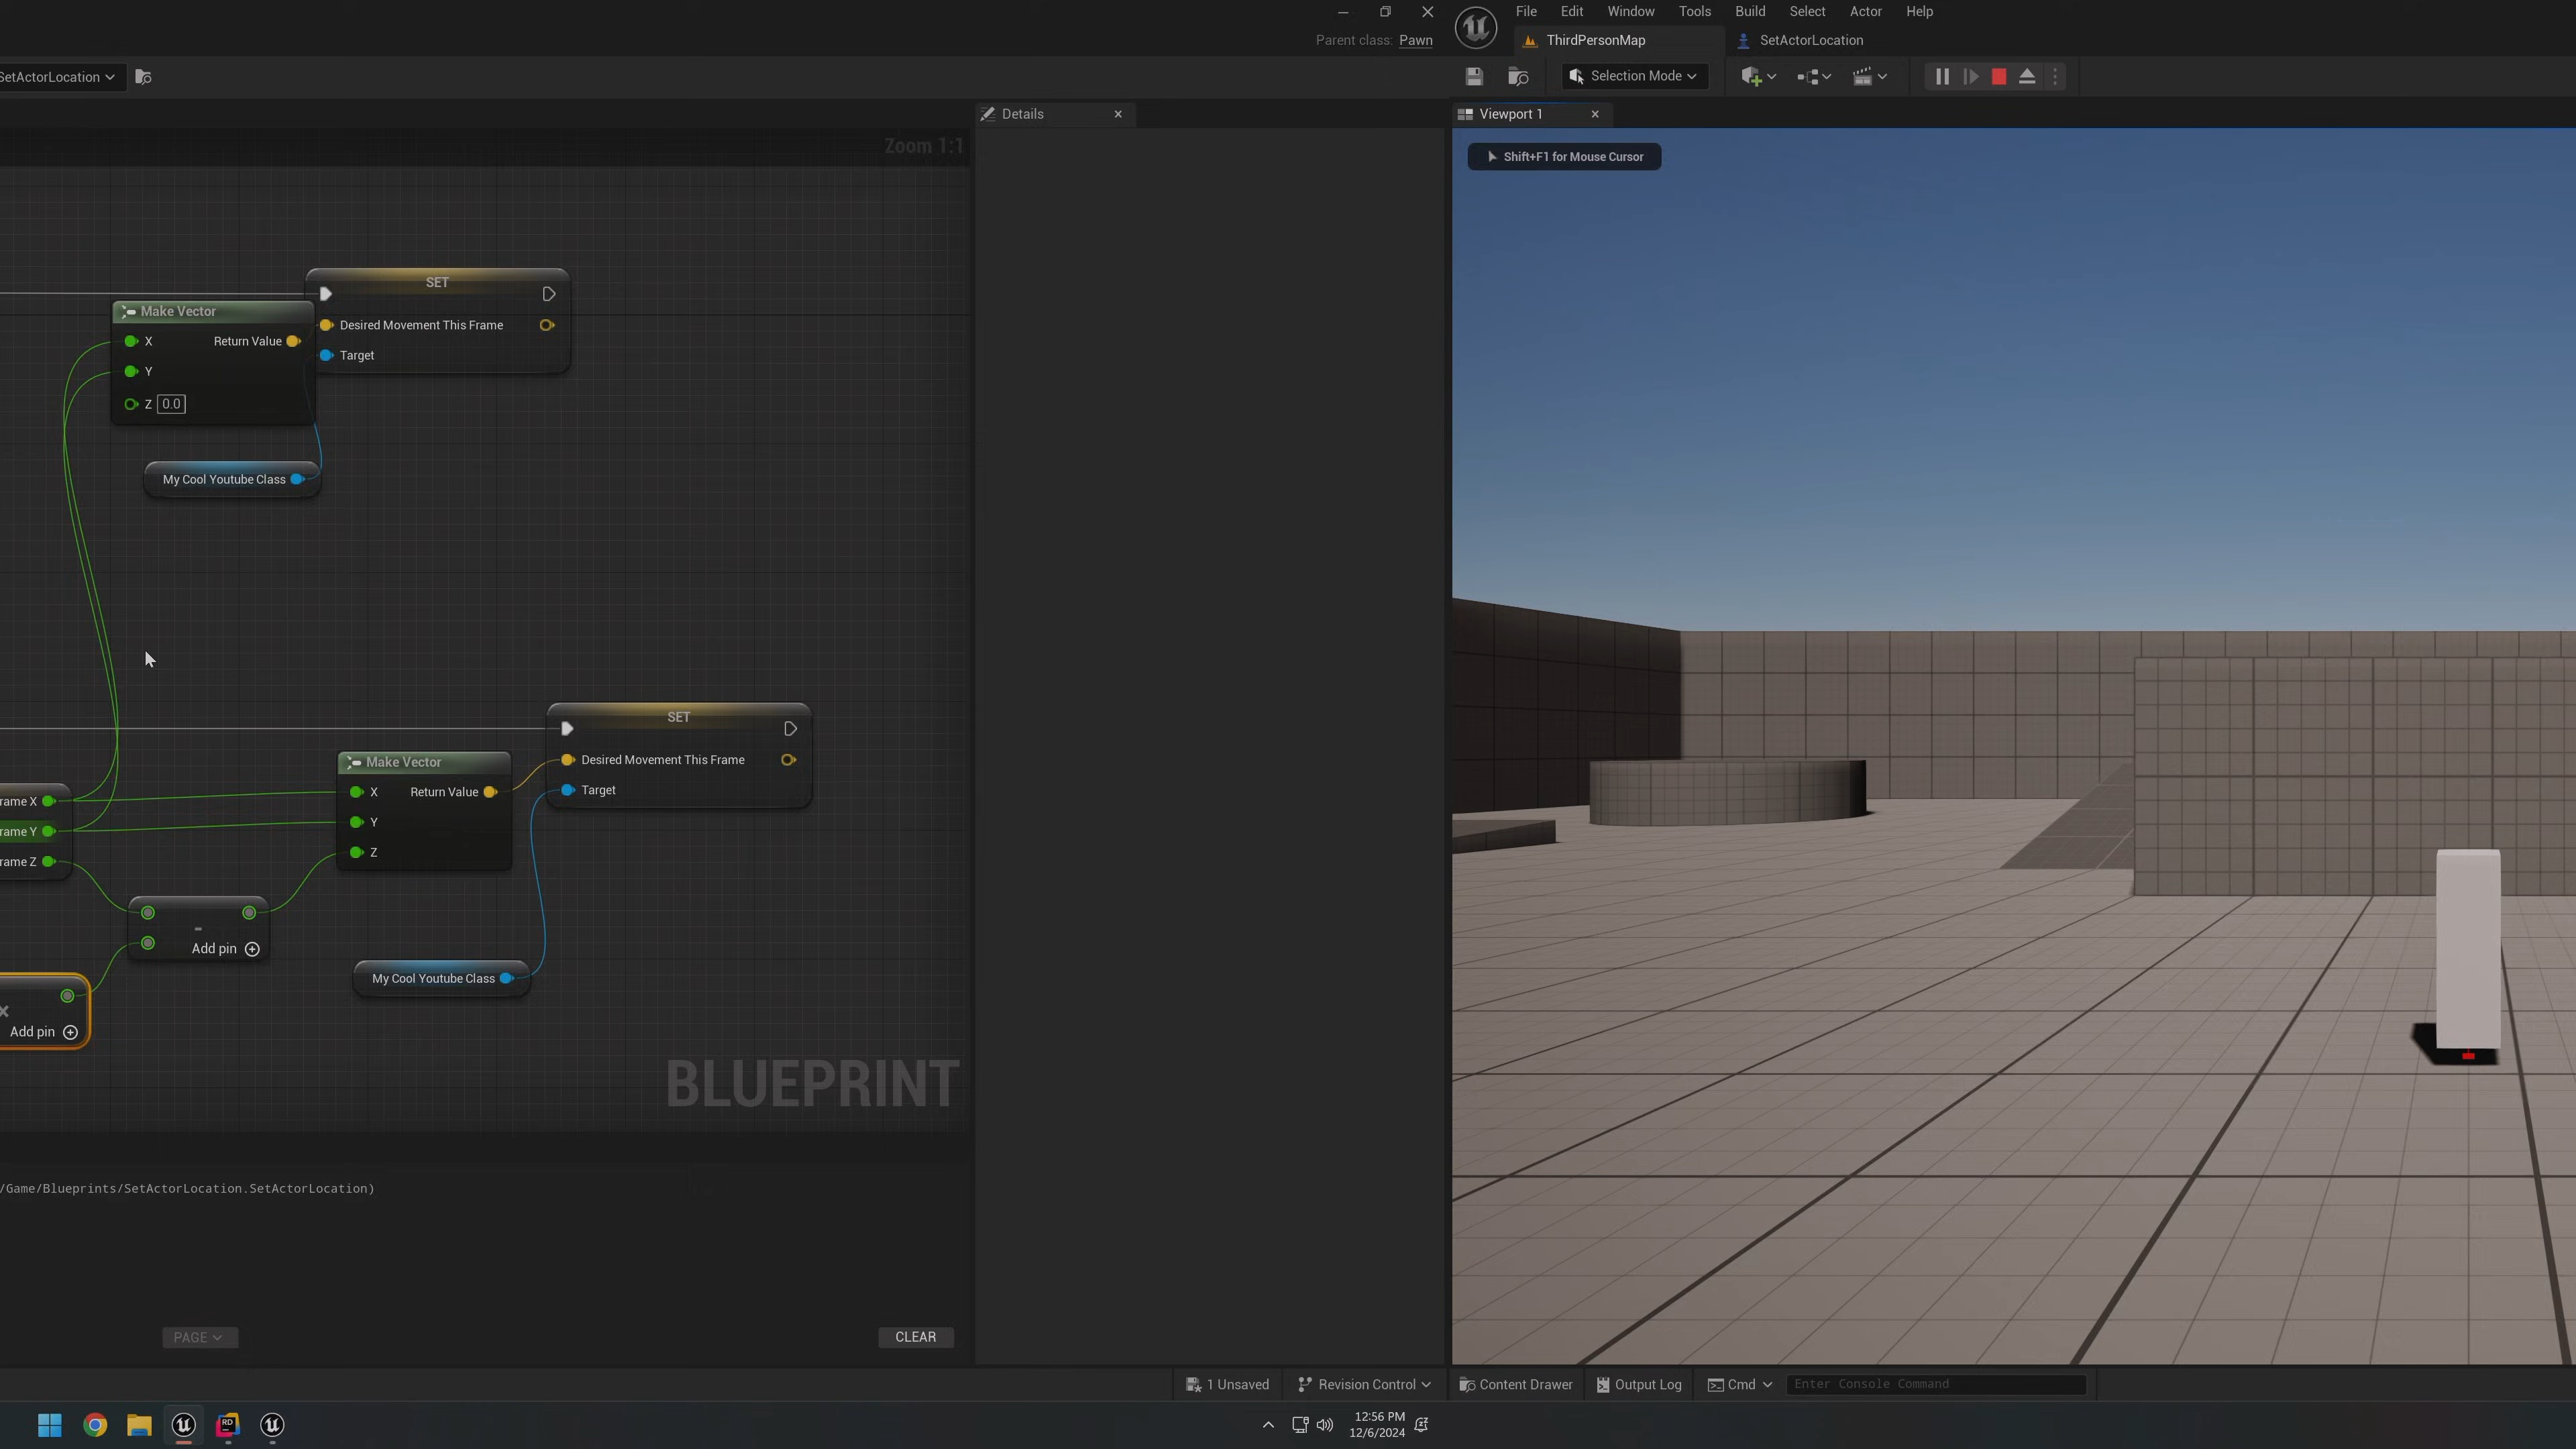 File Edit Window Tools Build Select Actor Help
Parent class: Pawn
ThirdPersonMap
SetActorLocation
SetActorLocation
Selection Mode
Details
Viewport 1
Zoom 1:1
Shift+F1 for Mouse Cursor
SET
Desired Movement This Frame
Target
Make Vector
X
Return Value
Y
Z 0.0
My Cool Youtube Class
SET
Desired Movement This Frame
Target
Make Vector
X
Return Value
Y
Z
rame X
rame Y
rame Z
-
Add pin
My Cool Youtube Class
x
Add pin
BLUEPRINT
/Game/Blueprints/SetActorLocation.SetActorLocation)
PAGE
CLEAR
1 Unsaved
Revision Control
Content Drawer
Output Log
Cmd
Enter Console Command
RD
12:56 PM
12/6/2024